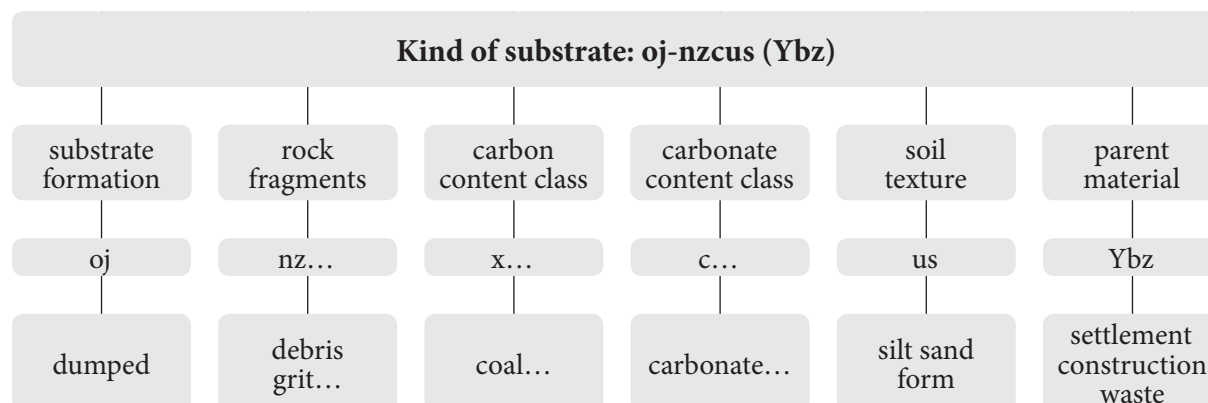 Kind of substrate: oj-nzcus (Ybz)
substrate
formation
rock
fragments
carbon
content class
carbonate
content class
soil
texture
parent
material
oj
nz…
x…
c…
us
Ybz
dumped
debris
grit…
coal…
carbonate…
silt sand
form
settlement
construction
waste